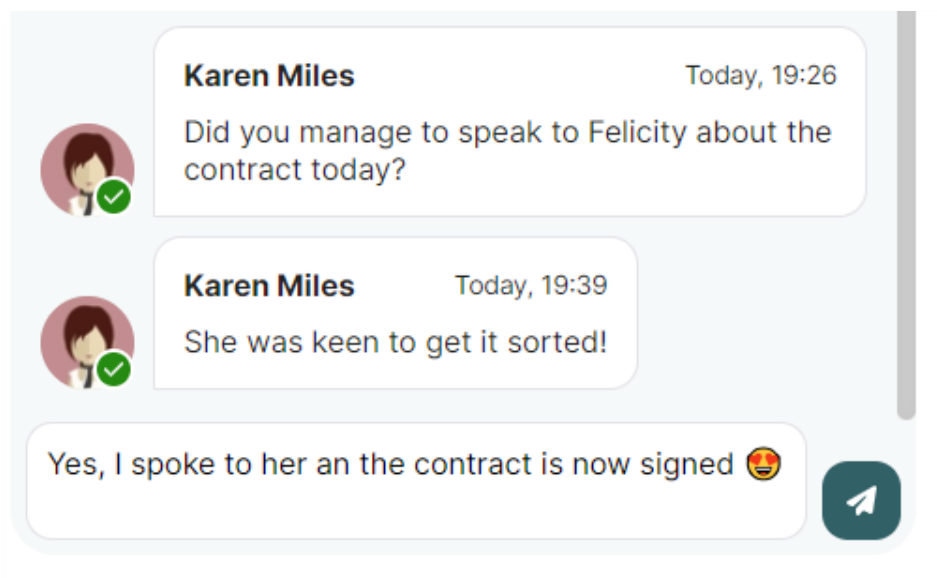 Karen Miles Today, 19:26
Did you manage to speak to Felicity about the
contract today?
Karen Miles Today, 19:39
She was keen to get it sorted!
Yes, I spoke to her an the contract is now signed 😍